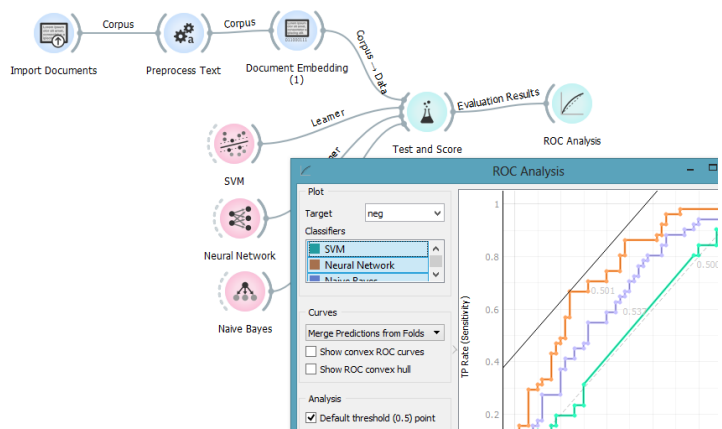 Corpus
Corpus
Import Documents
Preprocess Text
Document Embedding
(1)
Corpus → Data
Learner
Evaluation Results
Test and Score
ROC Analysis
SVM
Neural Network
Naive Bayes
ROC Analysis
Plot
Target
neg
Classifiers
SVM
Neural Network
Naive Bayes
Curves
Merge Predictions from Folds
Show convex ROC curves
Show ROC convex hull
Analysis
Default threshold (0.5) point
TP Rate (Sensitivity)
1
0.8
0.6
0.4
0.2
0.501
0.500